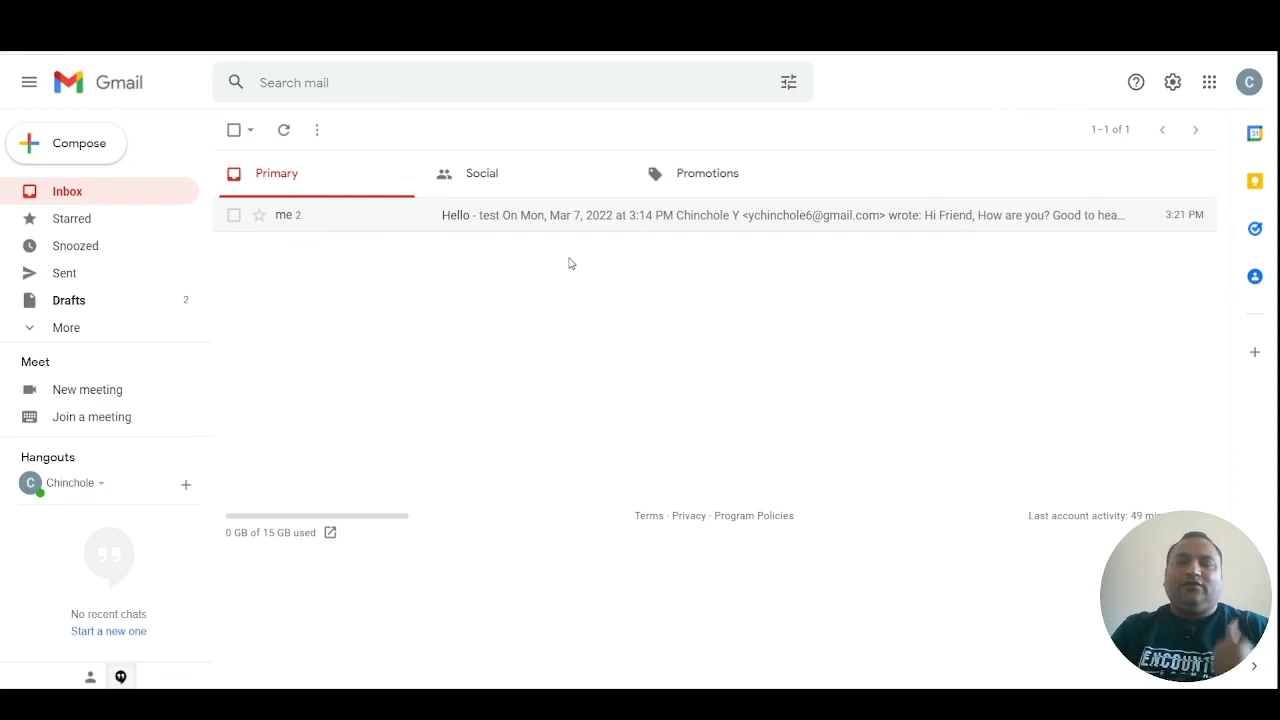 Gmail
Search mail
C
Compose
1–1 of 1
31
Inbox
Primary
Social
Promotions
Starred
me 2
Hello - test On Mon, Mar 7, 2022 at 3:14 PM Chinchole Y <ychinchole6@gmail.com> wrote: Hi Friend, How are you? Good to hea...
3:21 PM
Snoozed
Sent
Drafts
2
More
Meet
New meeting
Join a meeting
Hangouts
C
Chinchole
0 GB of 15 GB used
Terms · Privacy · Program Policies
Last account activity: 49
No recent chats
Start a new one
ENCOUNT